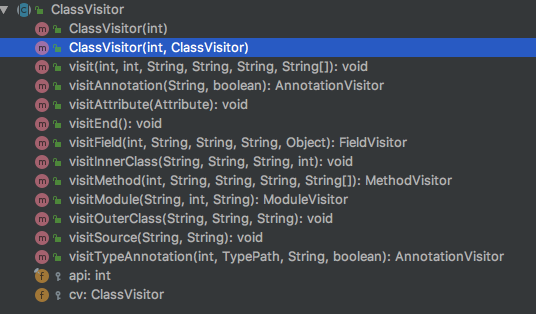 ClassVisitor
ClassVisitor(int)
ClassVisitor(int, ClassVisitor)
visit(int, int, String, String, String, String[]): void
visitAnnotation(String, boolean): AnnotationVisitor
visitAttribute(Attribute): void
visitEnd(): void
visitField(int, String, String, String, Object): FieldVisitor
visitInnerClass(String, String, String, int): void
visitMethod(int, String, String, String, String[]): MethodVisitor
visitModule(String, int, String): ModuleVisitor
visitOuterClass(String, String, String): void
visitSource(String, String): void
visitTypeAnnotation(int, TypePath, String, boolean): AnnotationVisitor
api: int
cv: ClassVisitor